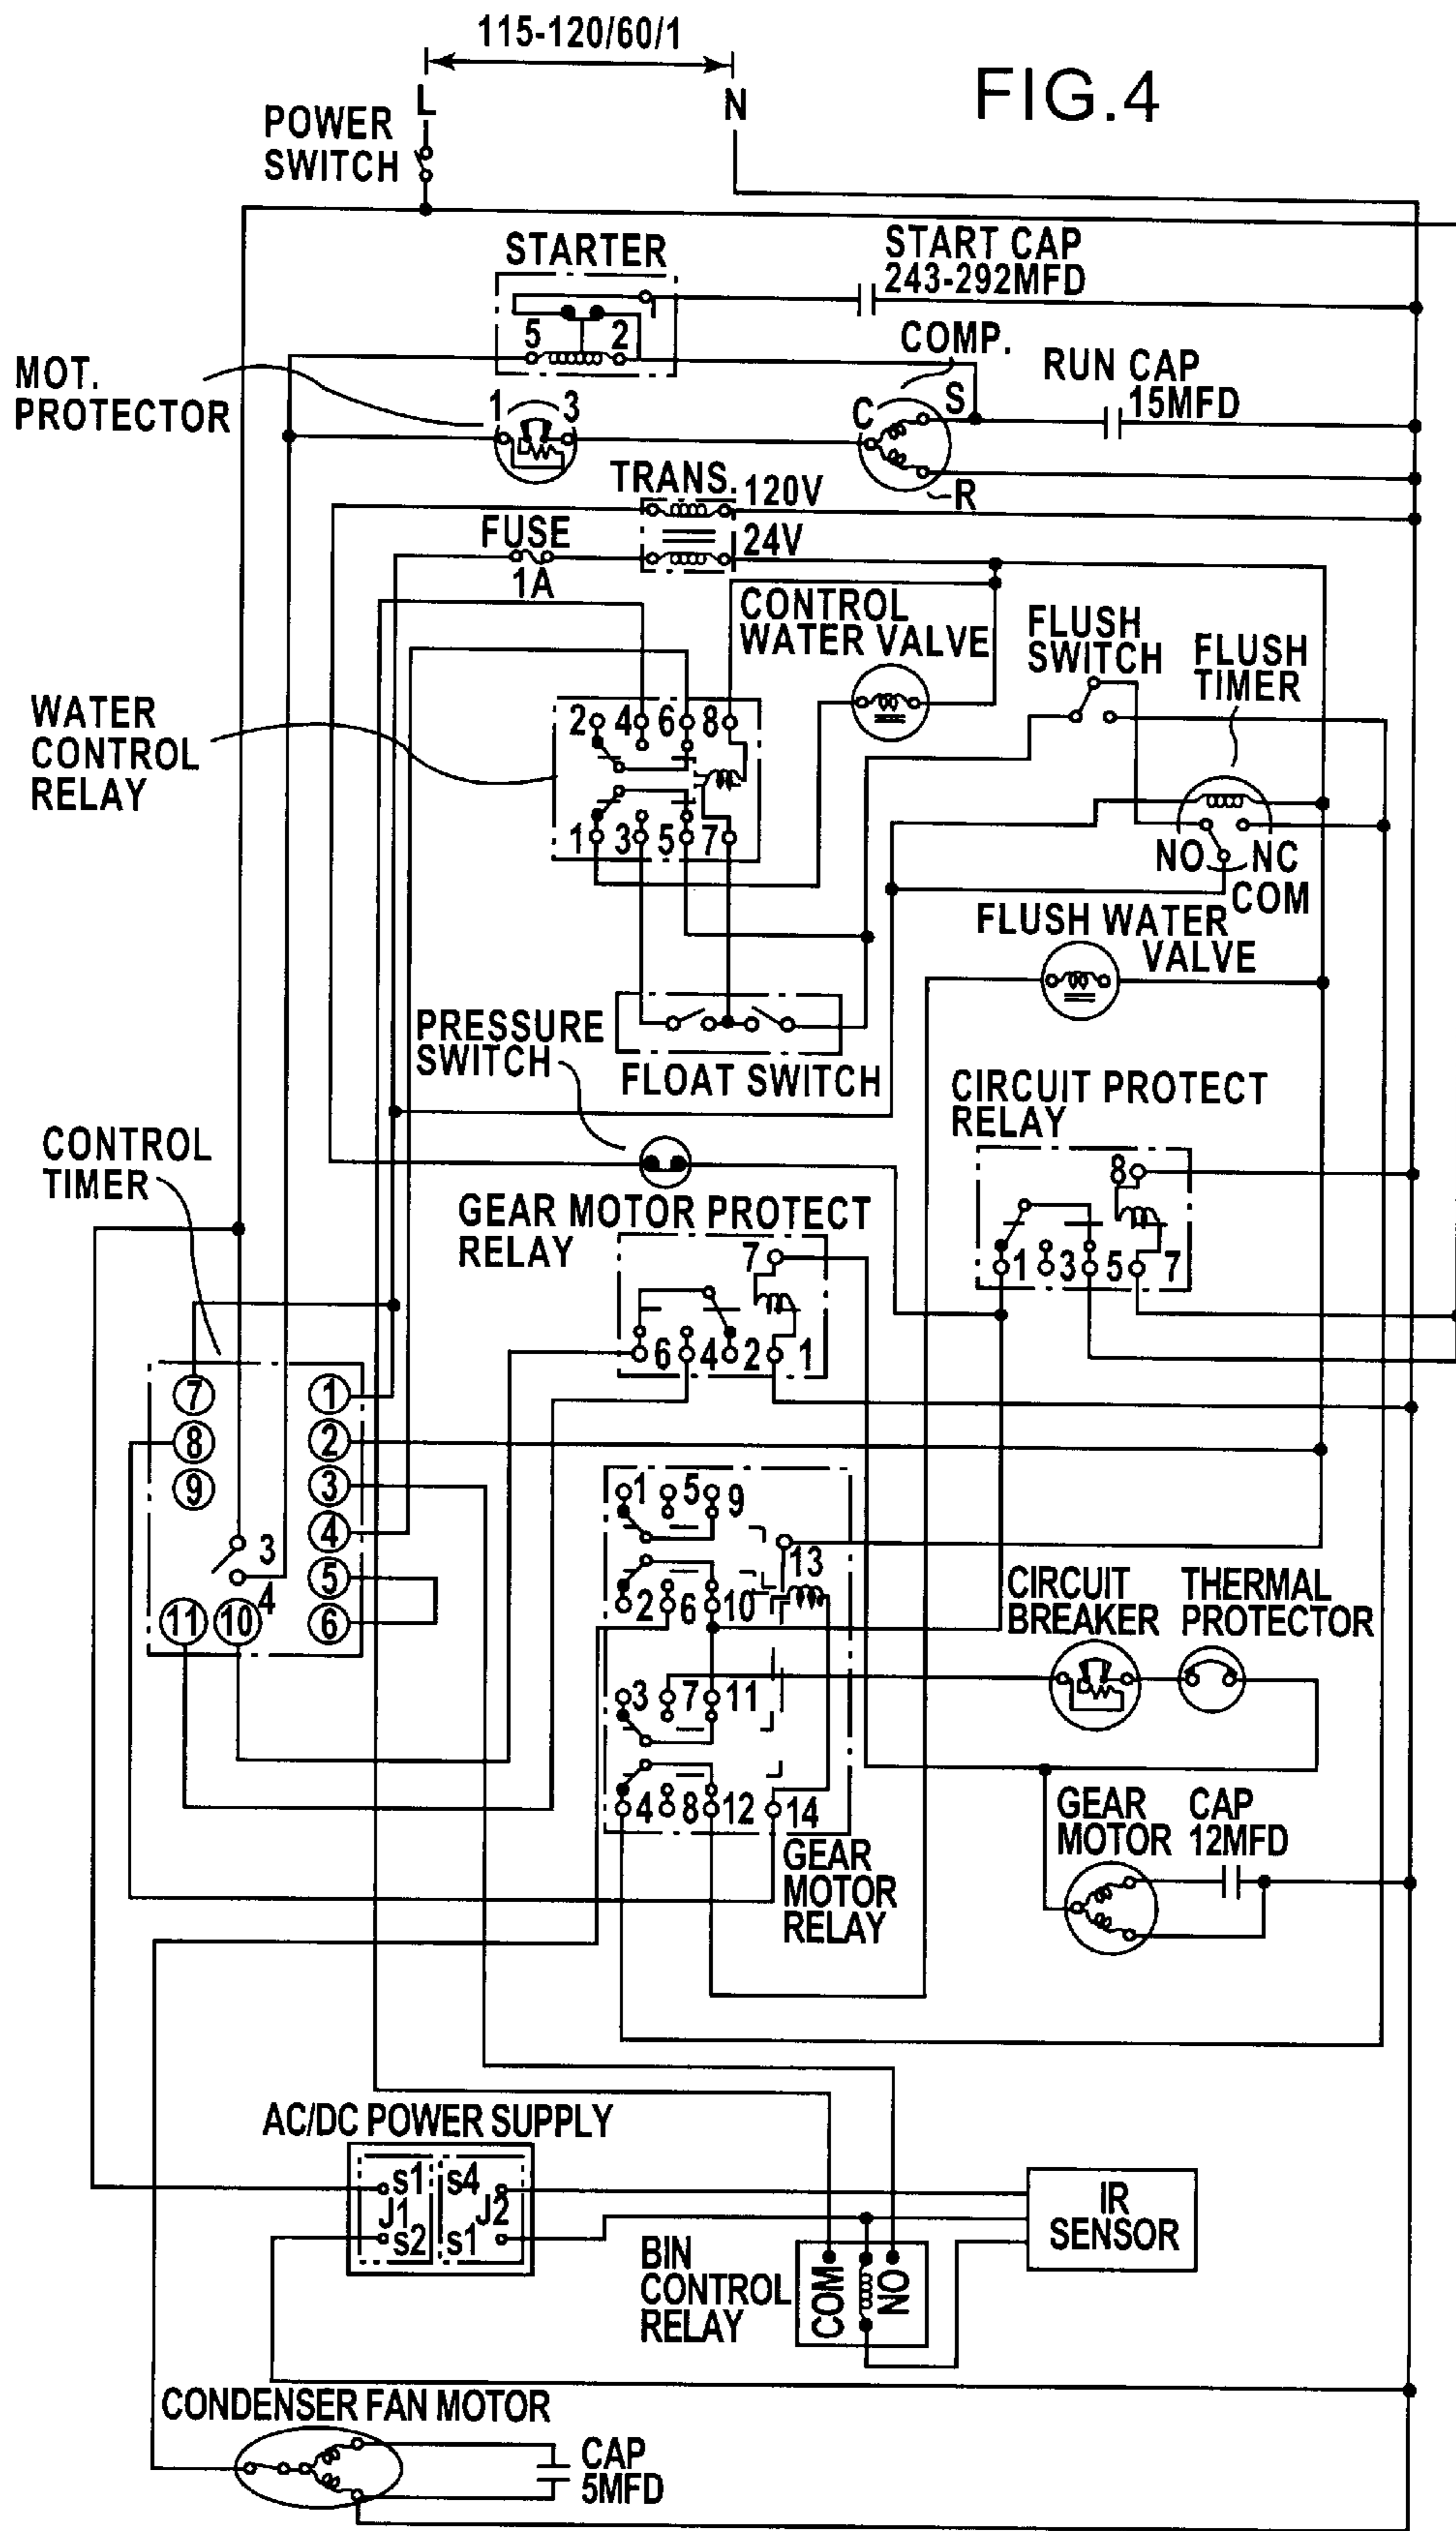 115-120/60/1
FIG.4
L
N
POWER
SWITCH
STARTER
START CAP
243-292MFD
5 2
COMP.
MOT.
PROTECTOR
1 3
C
S
RUN CAP
15MFD
R
TRANS.
120V
FUSE
24V
1A
CONTROL
WATER VALVE
FLUSH
SWITCH
FLUSH
TIMER
WATER
CONTROL
RELAY
2 4 6 8
1 3 5 7
NO NC
COM
FLUSH WATER
VALVE
PRESSURE
SWITCH
FLOAT SWITCH
CIRCUIT PROTECT
RELAY
8
1 3 5 7
CONTROL
TIMER
GEAR MOTOR PROTECT
RELAY
7
6 4 2 1
7 1
8 2
9 3
4
3
5
4
11 10 6
1 5 9
13
2 6 10
3 7 11
4 8 12 14
CIRCUIT
BREAKER
THERMAL
PROTECTOR
GEAR
MOTOR
CAP
12MFD
GEAR
MOTOR
RELAY
AC/DC POWER SUPPLY
s1 s4
J1 J2
s2 s1
IR
SENSOR
BIN
CONTROL
RELAY
COM
NO
CONDENSER FAN MOTOR
CAP
5MFD